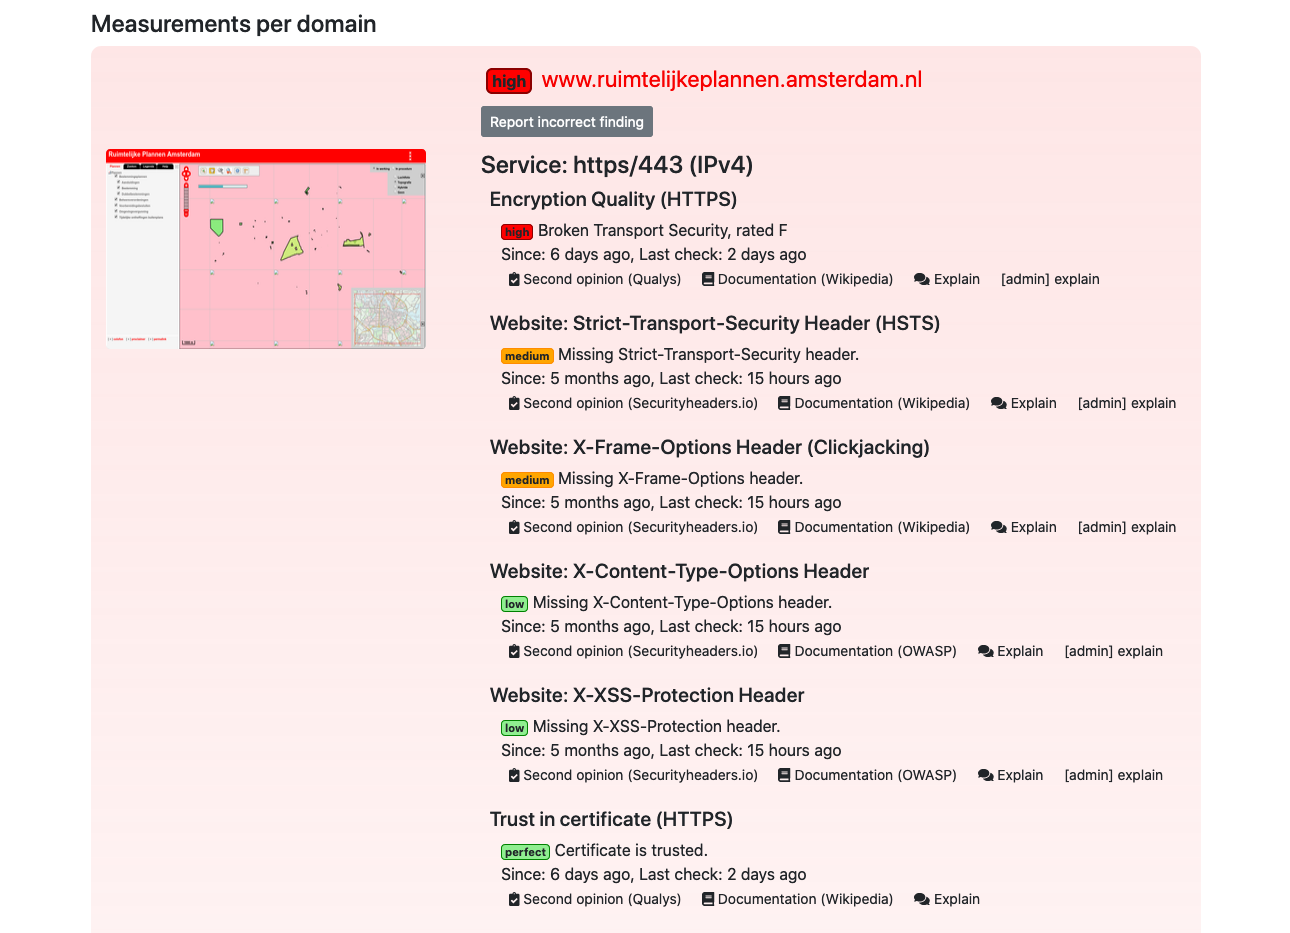 Measurements per domain
high www.ruimtelijkeplannen.amsterdam.nl
Report incorrect finding
Ruimtelijke Plannen Amsterdam
Service: https/443 (IPv4)
Encryption Quality (HTTPS)
high Broken Transport Security, rated F
Since: 6 days ago, Last check: 2 days ago
Second opinion (Qualys) Documentation (Wikipedia) Explain [admin] explain
Website: Strict-Transport-Security Header (HSTS)
medium Missing Strict-Transport-Security header.
Since: 5 months ago, Last check: 15 hours ago
Second opinion (Securityheaders.io) Documentation (Wikipedia) Explain [admin] explain
Website: X-Frame-Options Header (Clickjacking)
medium Missing X-Frame-Options header.
Since: 5 months ago, Last check: 15 hours ago
Second opinion (Securityheaders.io) Documentation (Wikipedia) Explain [admin] explain
Website: X-Content-Type-Options Header
low Missing X-Content-Type-Options header.
Since: 5 months ago, Last check: 15 hours ago
Second opinion (Securityheaders.io) Documentation (OWASP) Explain [admin] explain
Website: X-XSS-Protection Header
low Missing X-XSS-Protection header.
Since: 5 months ago, Last check: 15 hours ago
Second opinion (Securityheaders.io) Documentation (OWASP) Explain [admin] explain
Trust in certificate (HTTPS)
perfect Certificate is trusted.
Since: 6 days ago, Last check: 2 days ago
Second opinion (Qualys) Documentation (Wikipedia) Explain